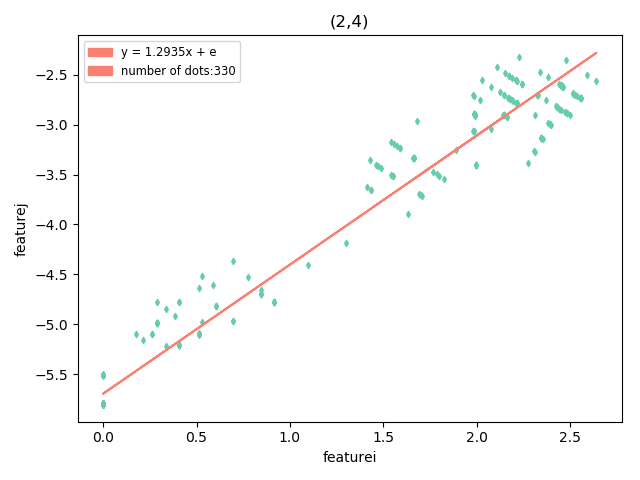 (2,4)
y = 1.2935x + e
number of dots:330
−2.5
−3.0
−3.5
−4.0
−4.5
−5.0
−5.5
featurej
0.0 0.5 1.0 1.5 2.0 2.5
featurei